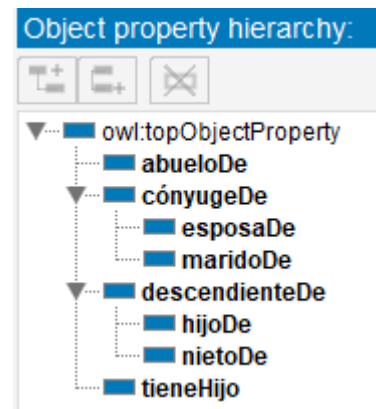 Object property hierarchy:
owl:topObjectProperty
abueloDe
cónyugeDe
esposaDe
maridoDe
descendienteDe
hijoDe
nietoDe
tieneHijo